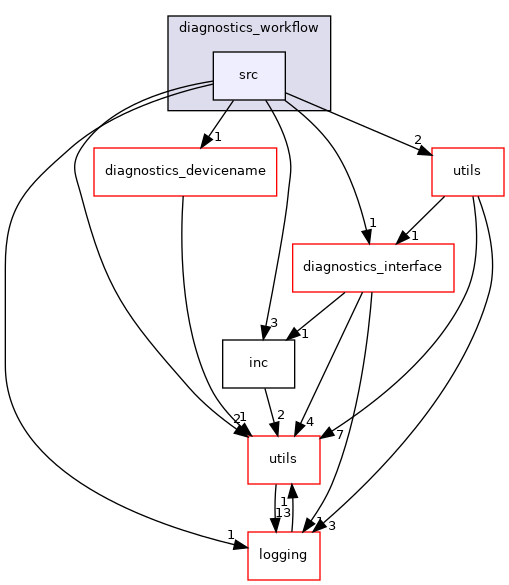 diagnostics_workflow
src
1
2
diagnostics_devicename
utils
1
1
diagnostics_interface
3
1
inc
2
4
2
1
7
utils
1
13
1
3
1
logging